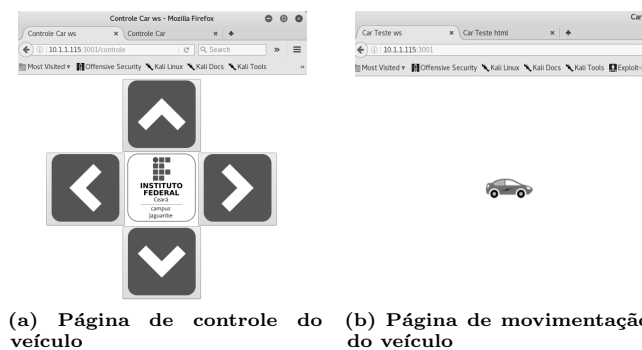 Controle Car ws - Mozilla Firefox
Controle Car ws × Controle Car × +
10.1.1.115:3001/controle Search » ≡
Most Visited Offensive Security Kali Linux Kali Docs Kali Tools »
INSTITUTO
FEDERAL
Ceará
campus
Jaguaribe
(a) Página de controle do
veículo
Car
Car Teste ws × Car Teste html × +
10.1.1.115:3001
Most Visited Offensive Security Kali Linux Kali Docs Kali Tools Exploit-
(b) Página de movimentação
do veículo